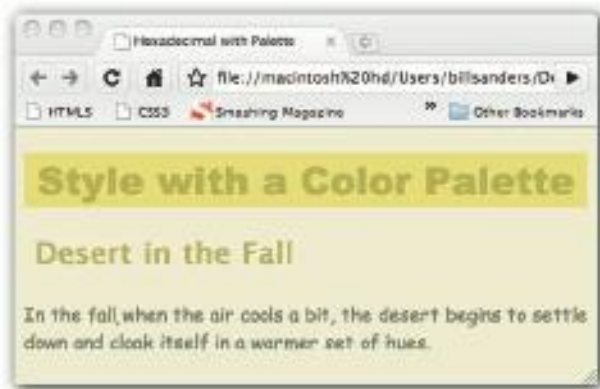 Hexadecimal with Palette
file://macintosh%20hd/Users/billsanders/De
HTML5 CSS3 Smashing Magazine » Other Bookmarks
Style with a Color Palette
Desert in the Fall
In the fall, when the air cools a bit, the desert begins to settle
down and cloak itself in a warmer set of hues.